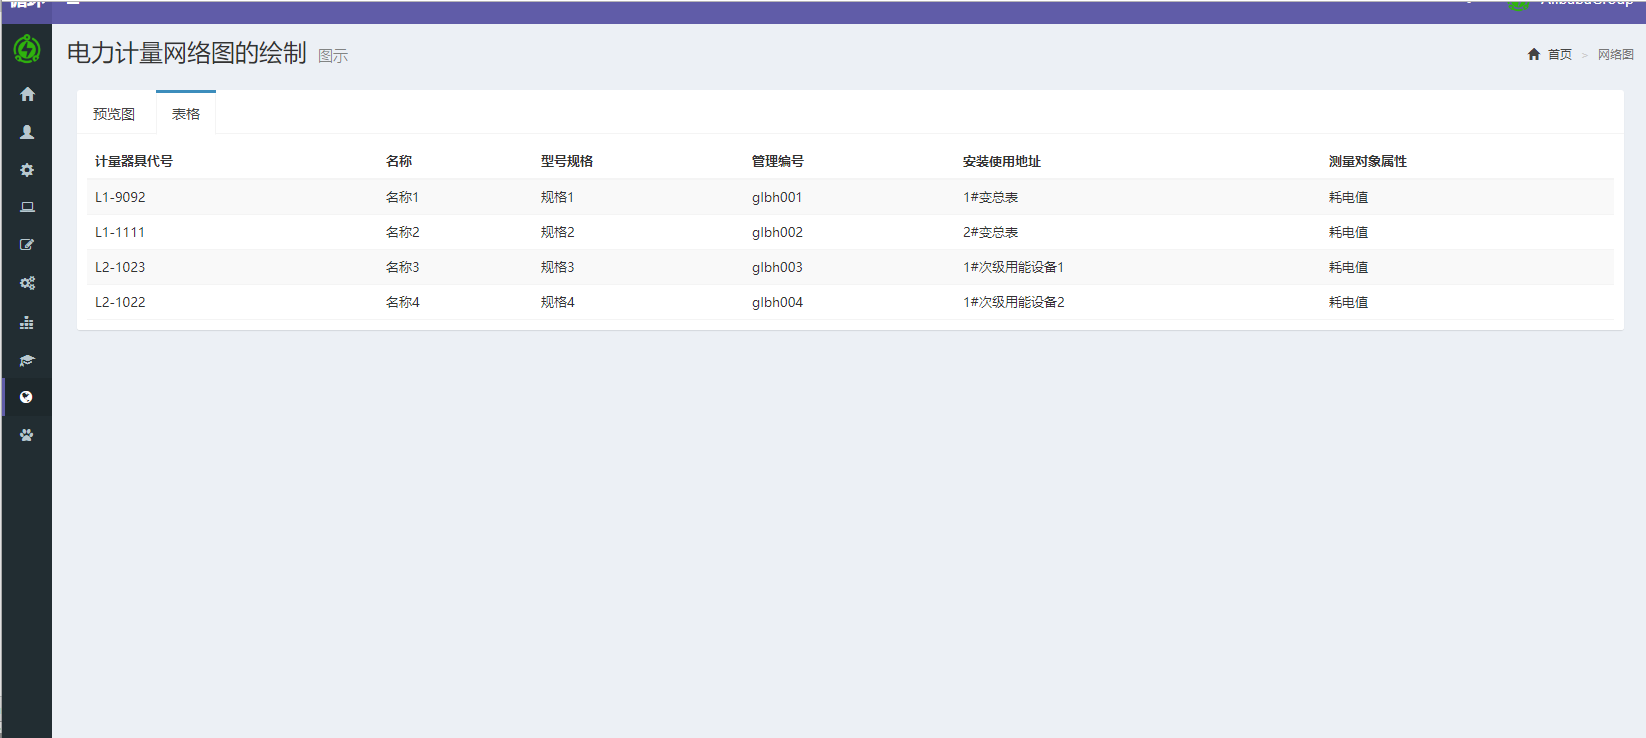 循环
AlibabaGroup
电力计量网络图的绘制 图示
首页 > 网络图
预览图 表格
计量器具代号 名称 型号规格 管理编号 安装使用地址 测量对象属性
L1-9092 名称1 规格1 glbh001 1#变总表 耗电值
L1-1111 名称2 规格2 glbh002 2#变总表 耗电值
L2-1023 名称3 规格3 glbh003 1#次级用能设备1 耗电值
L2-1022 名称4 规格4 glbh004 1#次级用能设备2 耗电值